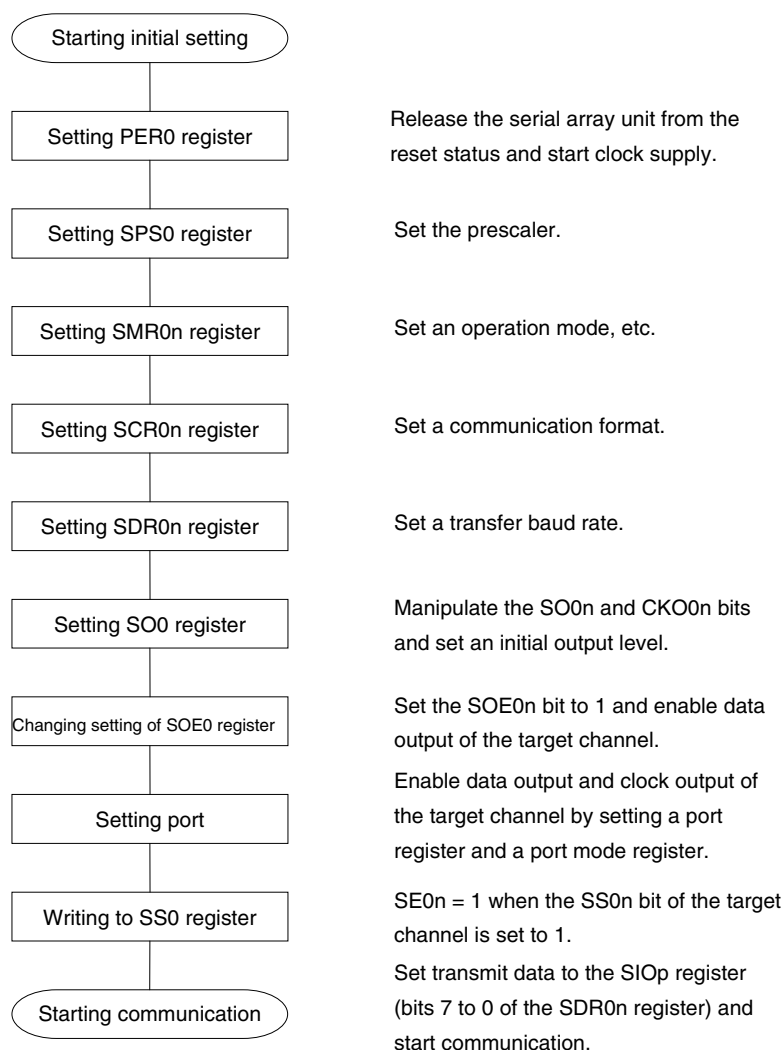 Starting initial setting
Setting PER0 register
Release the serial array unit from the
reset status and start clock supply.
Setting SPS0 register
Set the prescaler.
Setting SMR0n register
Set an operation mode, etc.
Setting SCR0n register
Set a communication format.
Setting SDR0n register
Set a transfer baud rate.
Setting SO0 register
Manipulate the SO0n and CKO0n bits
and set an initial output level.
Changing setting of SOE0 register
Set the SOE0n bit to 1 and enable data
output of the target channel.
Setting port
Enable data output and clock output of
the target channel by setting a port
register and a port mode register.
Writing to SS0 register
SE0n = 1 when the SS0n bit of the target
channel is set to 1.
Starting communication
Set transmit data to the SIOp register
(bits 7 to 0 of the SDR0n register) and
start communication.